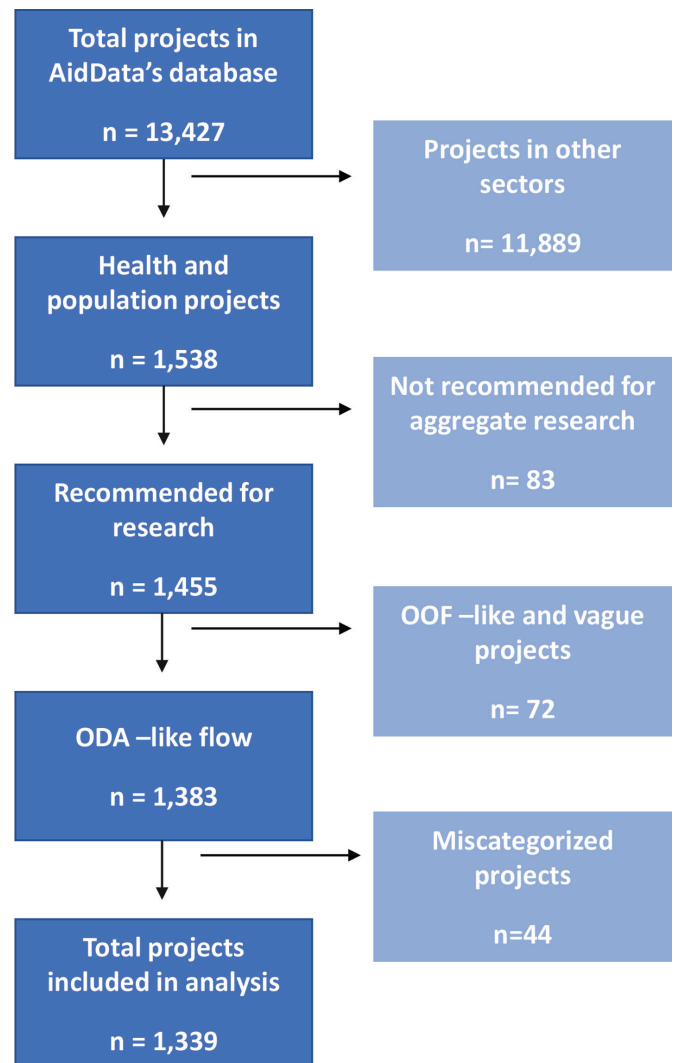 Total projects in
AidData's database
n = 13,427
Projects in other
sectors
n= 11,889
Health and
population projects
n = 1,538
Not recommended for
aggregate research
n= 83
Recommended for
research
n = 1,455
OOF –like and vague
projects
n= 72
ODA –like flow
n = 1,383
Miscategorized
projects
n=44
Total projects
included in analysis
n = 1,339